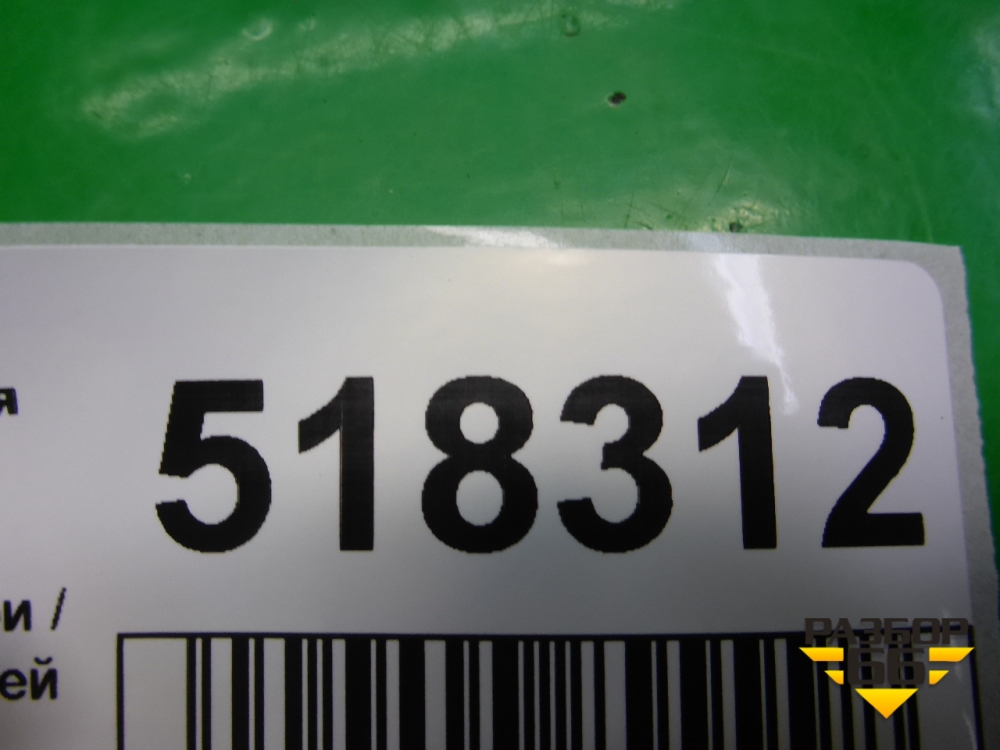 я 518312
и /
ей
РАЗБОР
66